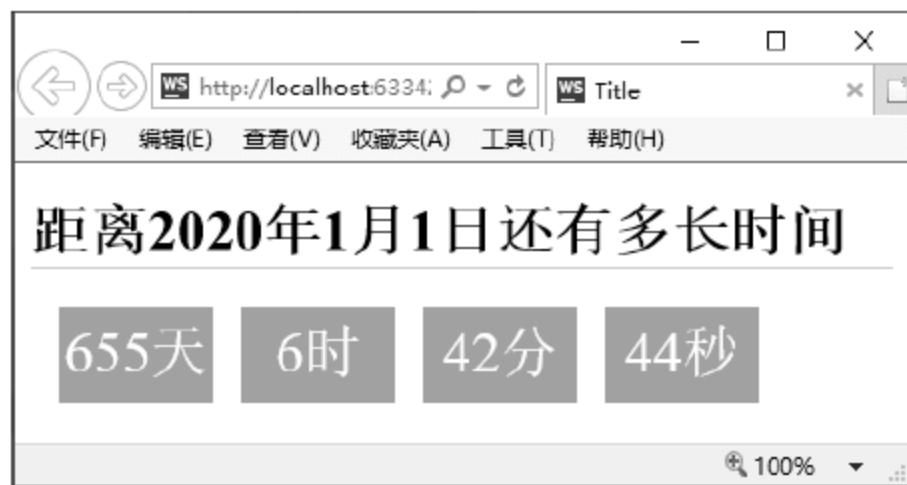 WS http://localhost:6334 WS Title
文件(F) 编辑(E) 查看(V) 收藏夹(A) 工具(T) 帮助(H)
距离2020年1月1日还有多长时间
655天 6时 42分 44秒
100%